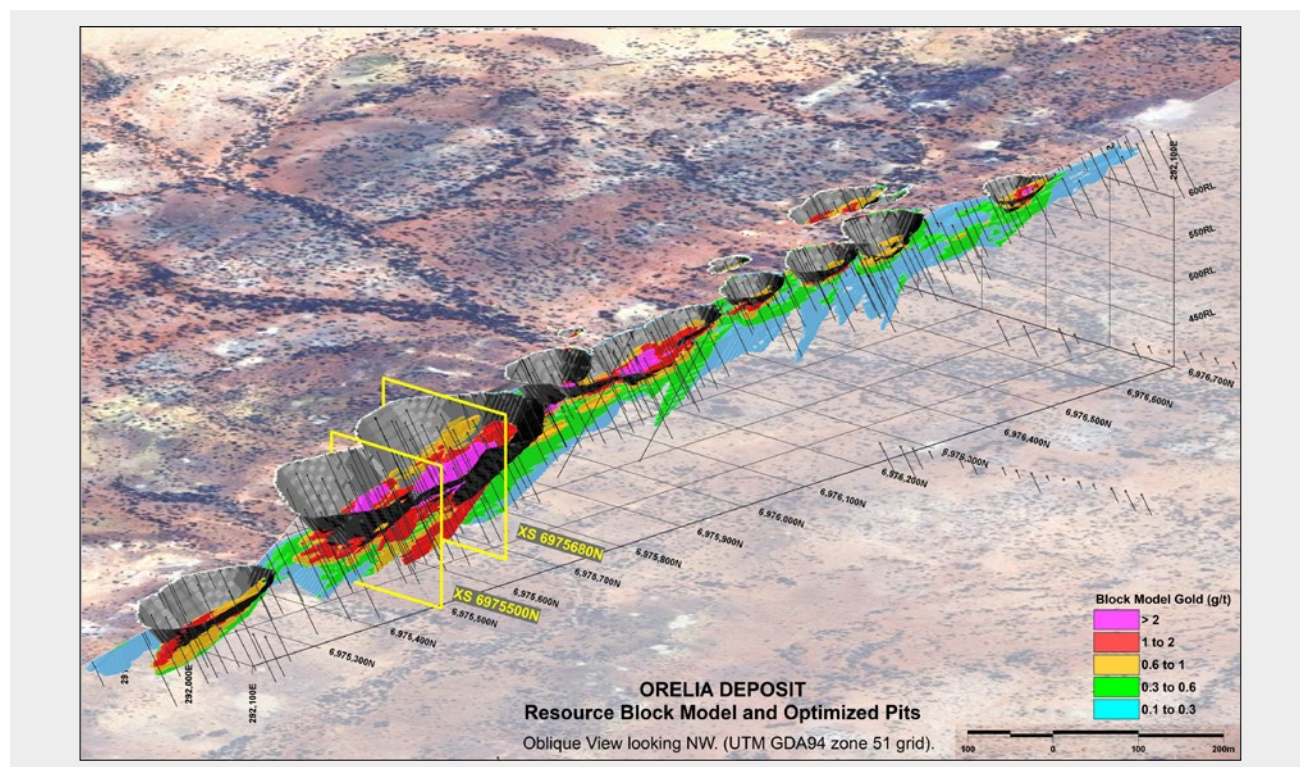 292,100E
600RL
550RL
500RL
450RL
6,976,700N
6,976,600N
6,976,500N
6,976,400N
6,976,300N
6,976,200N
6,976,100N
6,976,000N
6,975,900N
6,975,800N
6,975,700N
6,975,600N
6,975,500N
6,975,400N
6,975,300N
XS 6975680N
XS 6975500N
292,000E
292,100E
Block Model Gold (g/t)
> 2
1 to 2
0.6 to 1
0.3 to 0.6
0.1 to 0.3
ORELIA DEPOSIT
Resource Block Model and Optimized Pits
Oblique View looking NW. (UTM GDA94 zone 51 grid).
100 0 100 200m